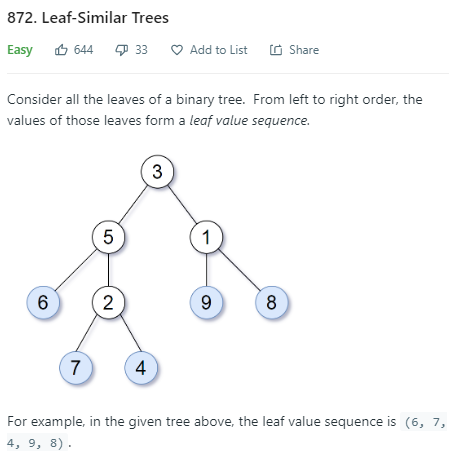 872. Leaf-Similar Trees
Easy 644 33 Add to List Share
Consider all the leaves of a binary tree. From left to right order, the
values of those leaves form a leaf value sequence.
3
5 1
6 2 9 8
7 4
For example, in the given tree above, the leaf value sequence is (6, 7,
4, 9, 8).